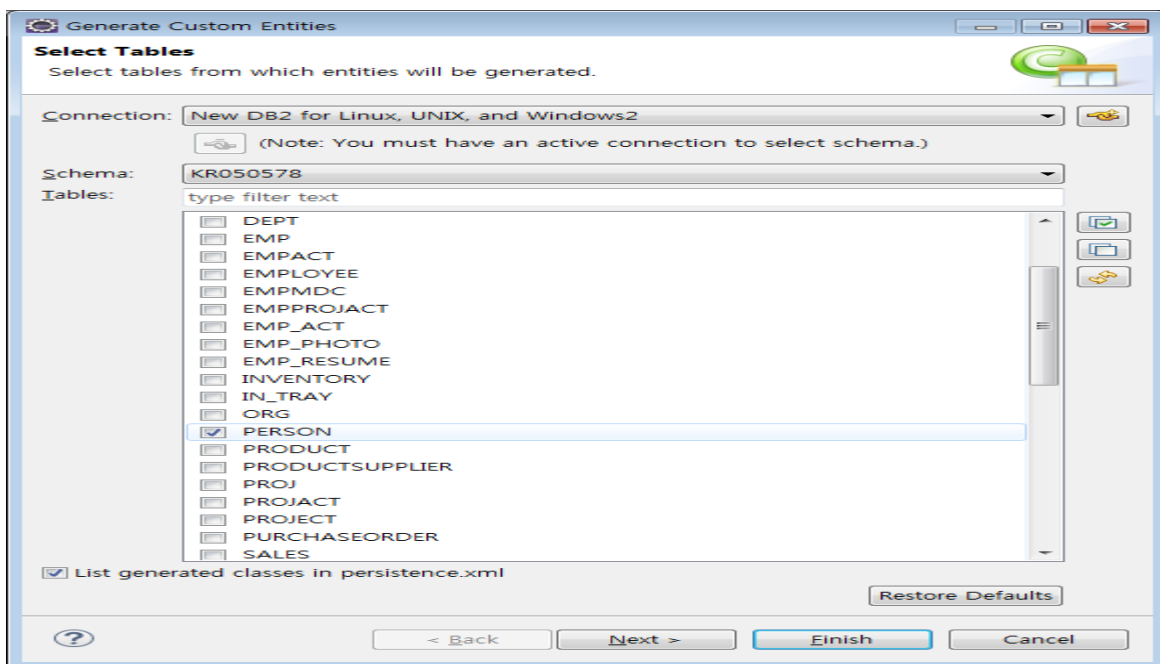 Generate Custom Entities
Select Tables
Select tables from which entities will be generated.
Connection: New DB2 for Linux, UNIX, and Windows2
(Note: You must have an active connection to select schema.)
Schema: KR050578
Tables: type filter text
DEPT
EMP
EMPACT
EMPLOYEE
EMPMDC
EMPPROJACT
EMP_ACT
EMP_PHOTO
EMP_RESUME
INVENTORY
IN_TRAY
ORG
PERSON
PRODUCT
PRODUCTSUPPLIER
PROJ
PROJACT
PROJECT
PURCHASEORDER
SALES
List generated classes in persistence.xml
Restore Defaults
? < Back Next > Finish Cancel